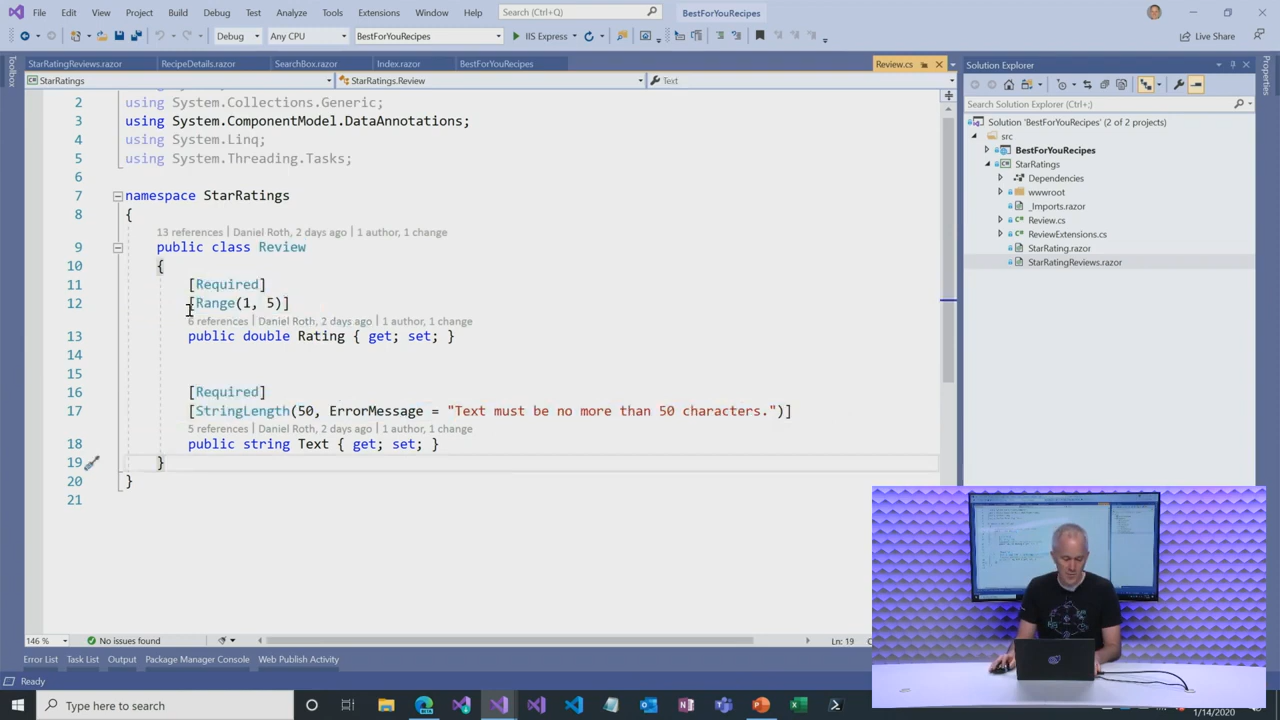 File Edit View Project Build Debug Test Analyze Tools Extensions Window Help Search (Ctrl+Q) BestForYouRecipes
Debug Any CPU BestForYouRecipes IIS Express Live Share
Toolbox
StarRatingReviews.razor RecipeDetails.razor SearchBox.razor Index.razor BestForYouRecipes Review.cs
StarRatings StarRatings.Review Text
2 using System.Collections.Generic;
3 using System.ComponentModel.DataAnnotations;
4 using System.Linq;
5 using System.Threading.Tasks;
6
7 namespace StarRatings
8 {
13 references | Daniel Roth, 2 days ago | 1 author, 1 change
9 public class Review
10 {
11 [Required]
12 [Range(1, 5)]
6 references | Daniel Roth, 2 days ago | 1 author, 1 change
13 public double Rating { get; set; }
14
15
16 [Required]
17 [StringLength(50, ErrorMessage = "Text must be no more than 50 characters.")]
5 references | Daniel Roth, 2 days ago | 1 author, 1 change
18 public string Text { get; set; }
19 }
20 }
21
146 % No issues found Ln: 19
Error List Task List Output Package Manager Console Web Publish Activity
Ready
Solution Explorer
Search Solution Explorer (Ctrl+;)
Solution 'BestForYouRecipes' (2 of 2 projects)
src
BestForYouRecipes
StarRatings
Dependencies
wwwroot
_Imports.razor
Review.cs
ReviewExtensions.cs
StarRating.razor
StarRatingReviews.razor
Properties
Type here to search
1/14/2020